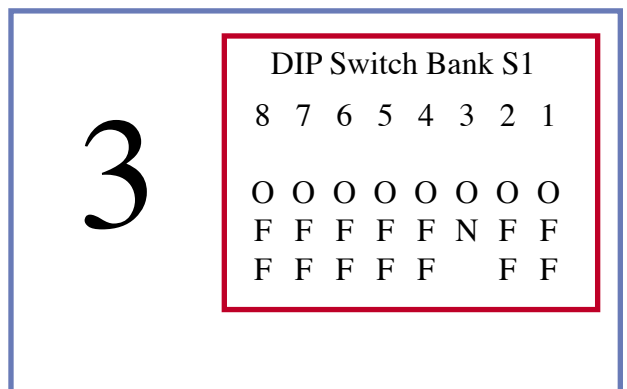 3
DIP Switch Bank S1
8 7 6 5 4 3 2 1
O O O O O O O O
F F F F F N F F
F F F F F F F